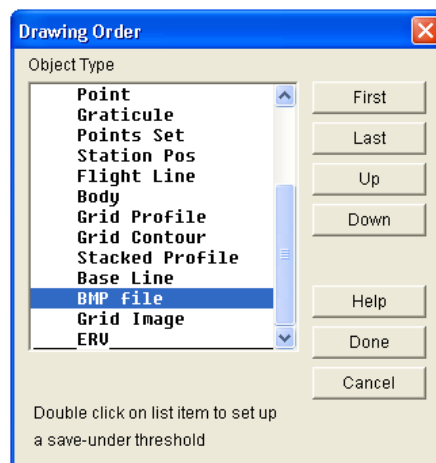 Drawing Order
Object Type
Point
Graticule
Points Set
Station Pos
Flight Line
Body
Grid Profile
Grid Contour
Stacked Profile
Base Line
BMP file
Grid Image
____ERV____________________
First
Last
Up
Down
Help
Done
Cancel
Double click on list item to set up
a save-under threshold